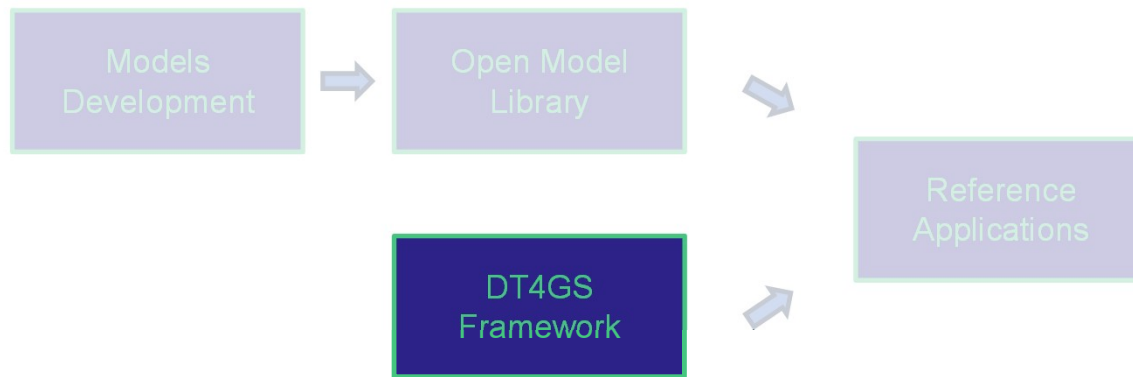 Models
Development
Open Model
Library
Reference
Applications
DT4GS
Framework